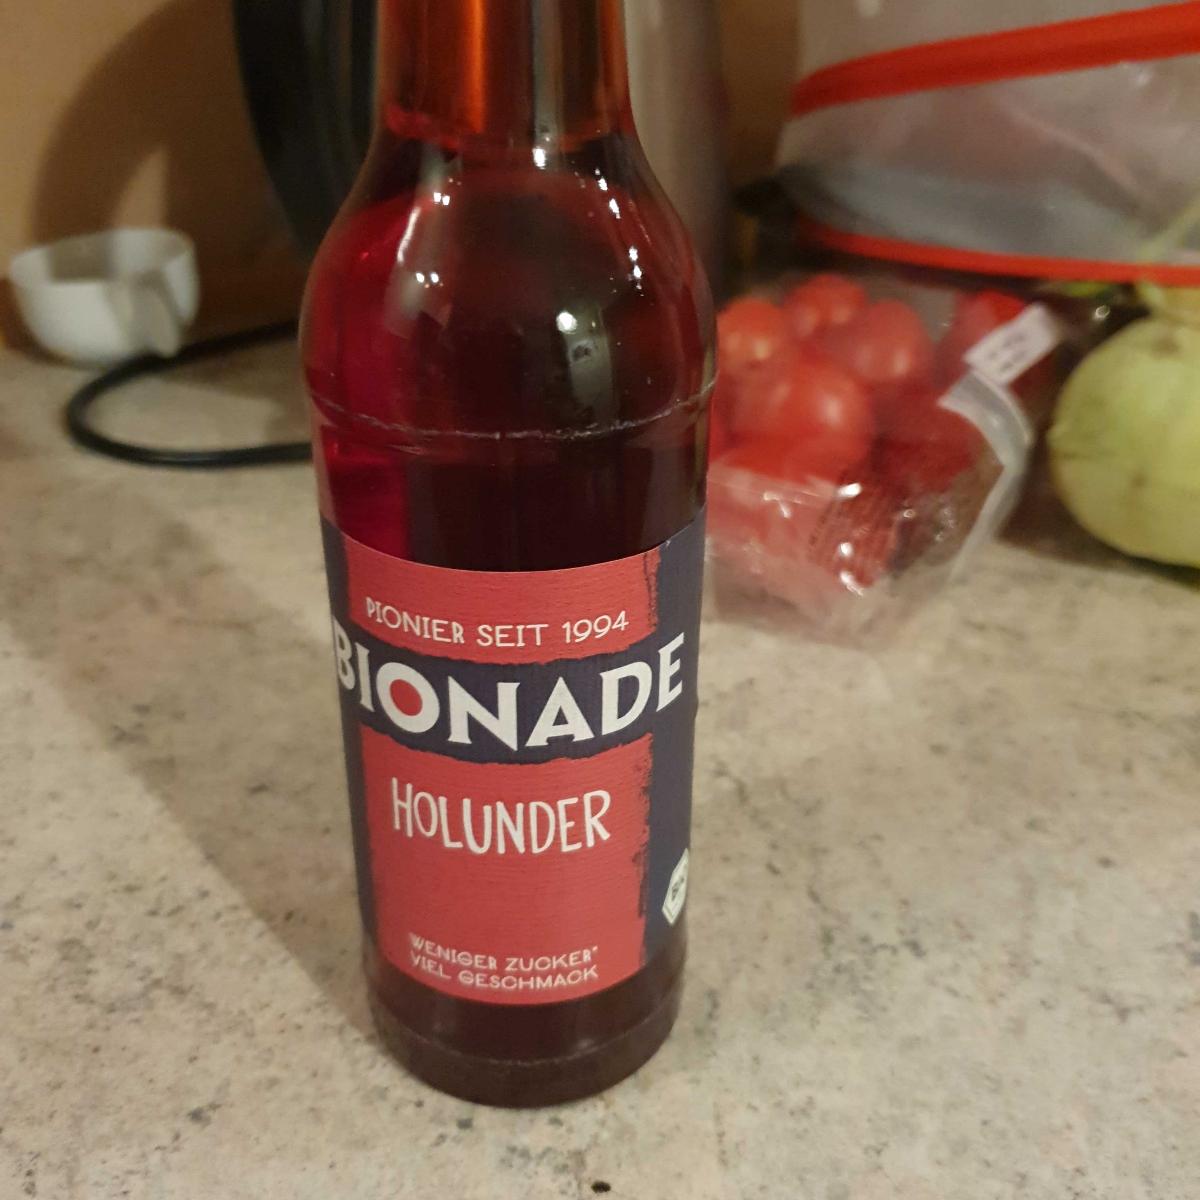 PIONIER SEIT 1994
BIONADE
HOLUNDER
WENIGER ZUCKER*
VIEL GESCHMACK